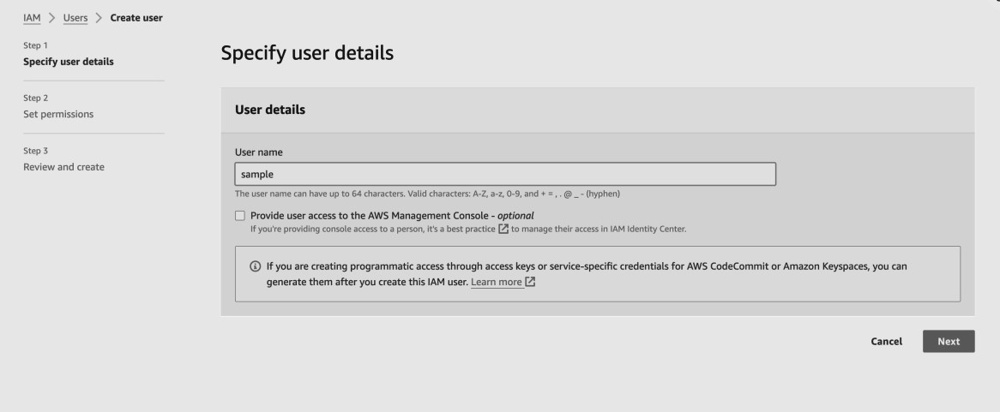 IAM > Users > Create user
Step 1
Specify user details
Step 2
Set permissions
Step 3
Review and create
Specify user details
User details
User name
sample
The user name can have up to 64 characters. Valid characters: A-Z, a-z, 0-9, and + = , . @ _ - (hyphen)
Provide user access to the AWS Management Console - optional
If you're providing console access to a person, it's a best practice to manage their access in IAM Identity Center.
If you are creating programmatic access through access keys or service-specific credentials for AWS CodeCommit or Amazon Keyspaces, you can
generate them after you create this IAM user. Learn more
Cancel
Next